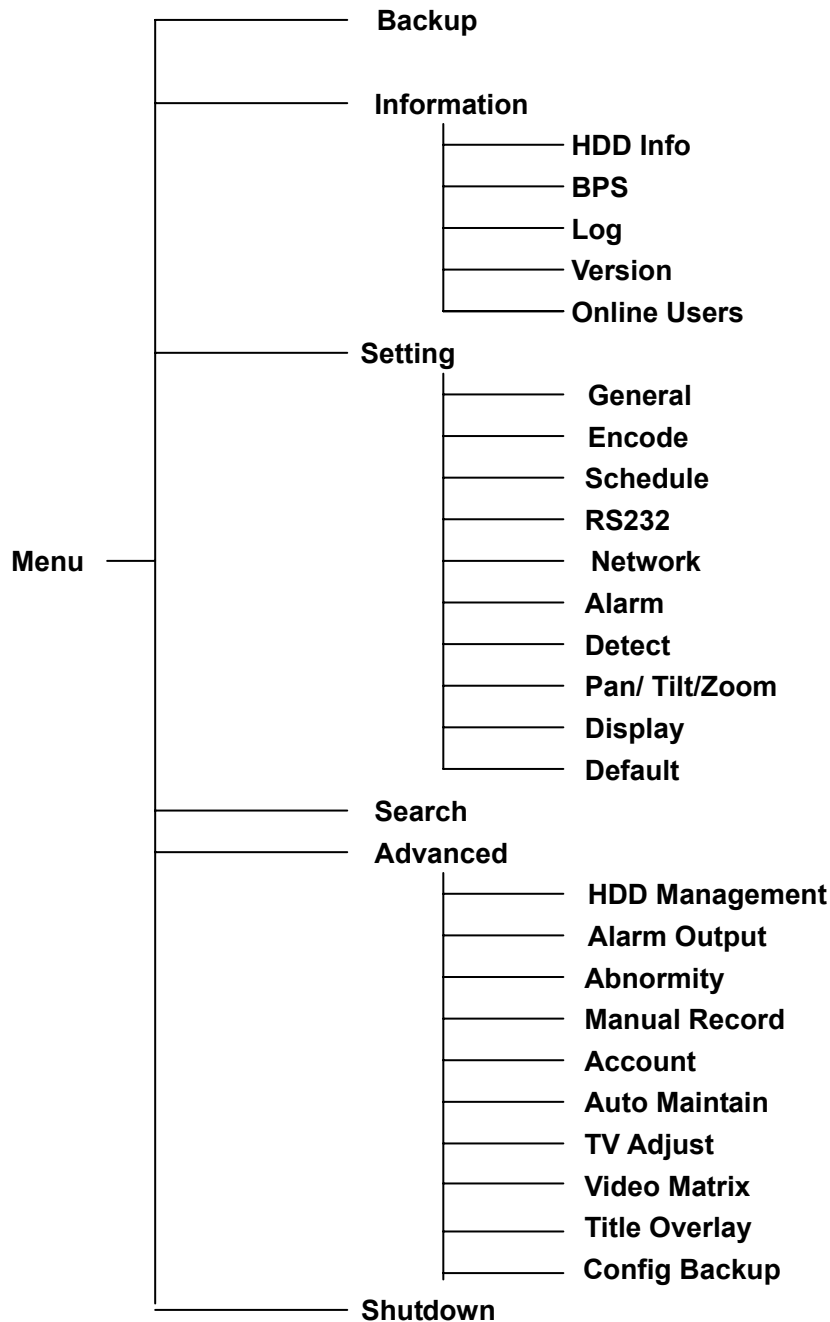 Backup
Information
HDD Info
BPS
Log
Version
Online Users
Setting
General
Encode
Schedule
RS232
Menu
Network
Alarm
Detect
Pan/ Tilt/Zoom
Display
Default
Search
Advanced
HDD Management
Alarm Output
Abnormity
Manual Record
Account
Auto Maintain
TV Adjust
Video Matrix
Title Overlay
Config Backup
Shutdown